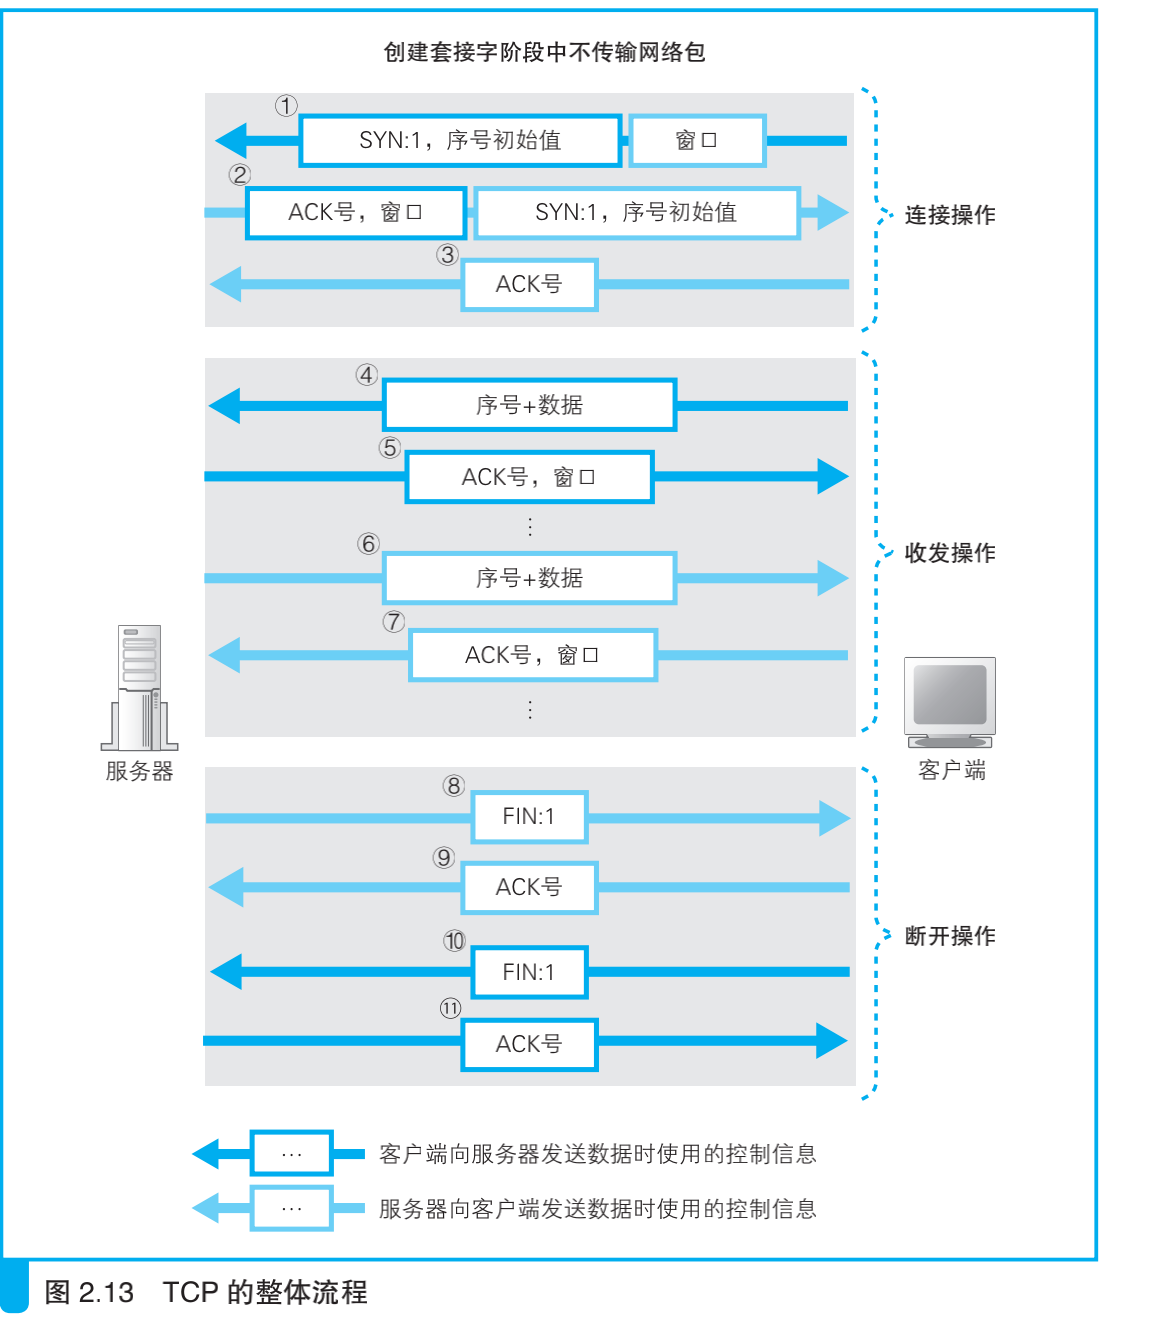 创建套接字阶段中不传输网络包
①
SYN:1，序号初始值
窗口
②
ACK号，窗口
SYN:1，序号初始值
连接操作
③
ACK号
④
序号+数据
⑤
ACK号，窗口
⋮
⑥
序号+数据
收发操作
⑦
ACK号，窗口
⋮
服务器
客户端
⑧
FIN:1
⑨
ACK号
⑩
FIN:1
断开操作
⑪
ACK号
… 客户端向服务器发送数据时使用的控制信息
… 服务器向客户端发送数据时使用的控制信息
图 2.13 TCP 的整体流程